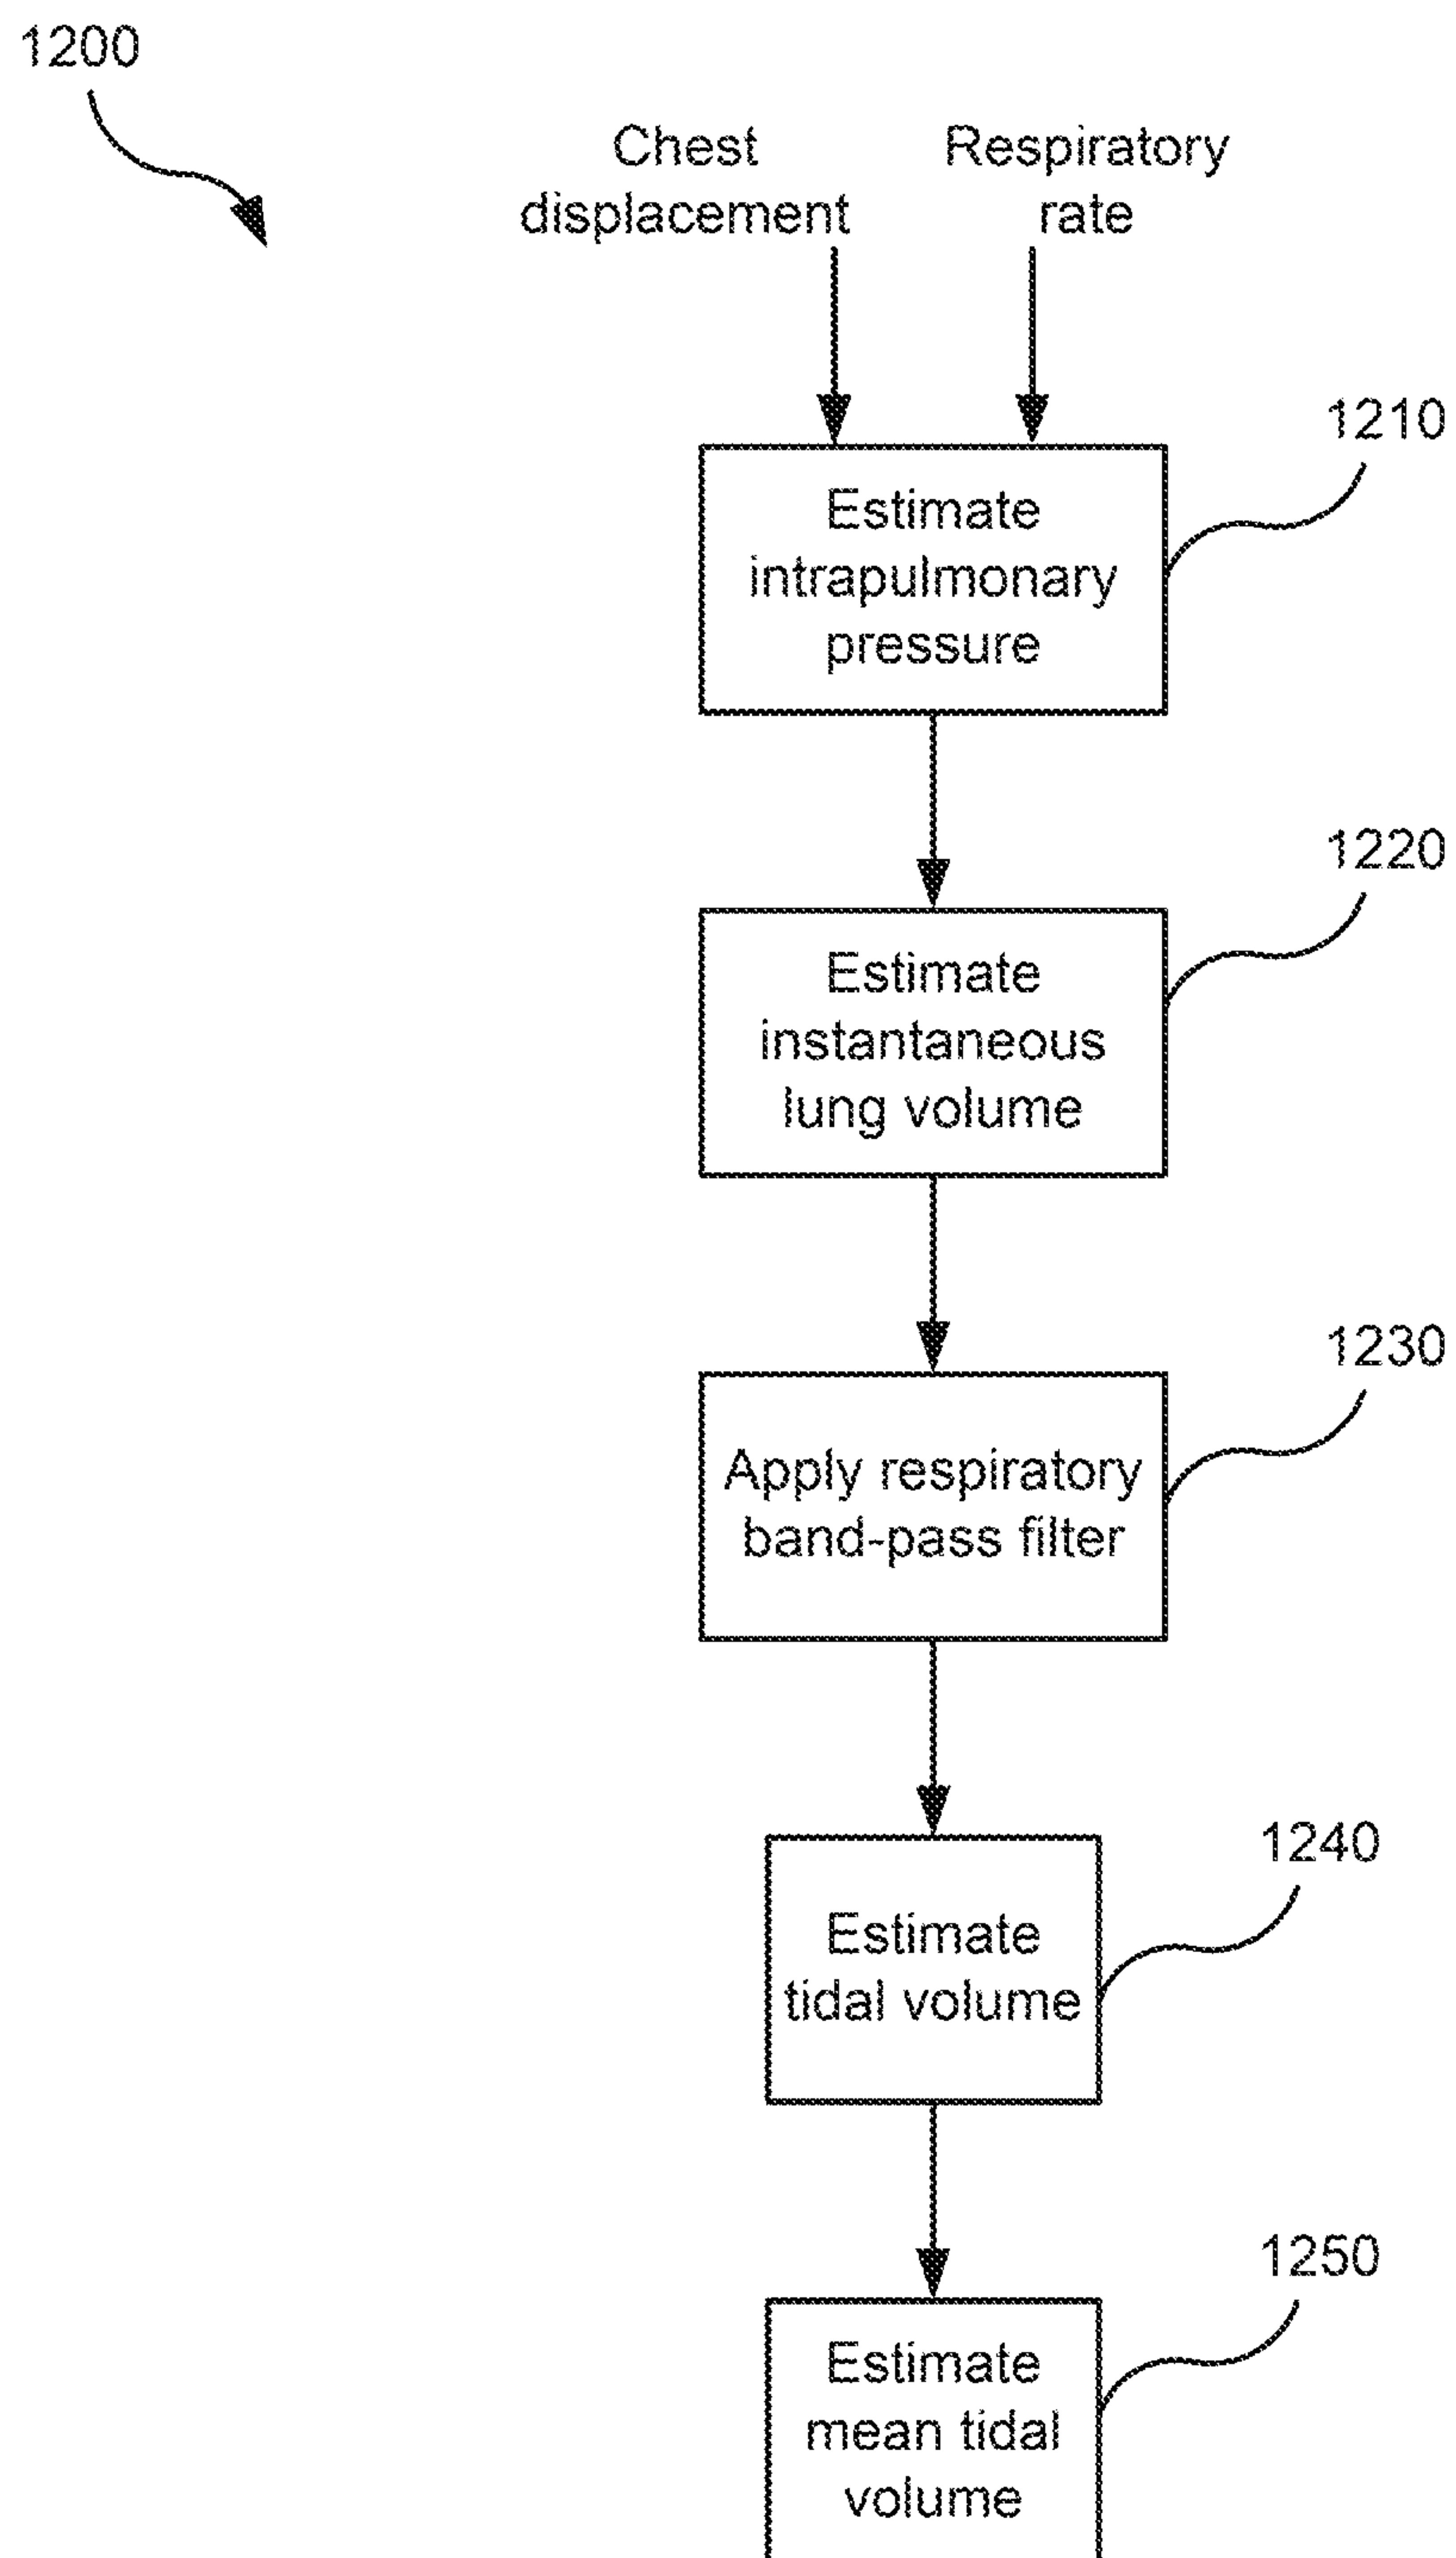 1200
Chest
displacement
Respiratory
rate
1210
Estimate
intrapulmonary
pressure
1220
Estimate
instantaneous
lung volume
1230
Apply respiratory
band-pass filter
1240
Estimate
tidal volume
1250
Estimate
mean tidal
volume